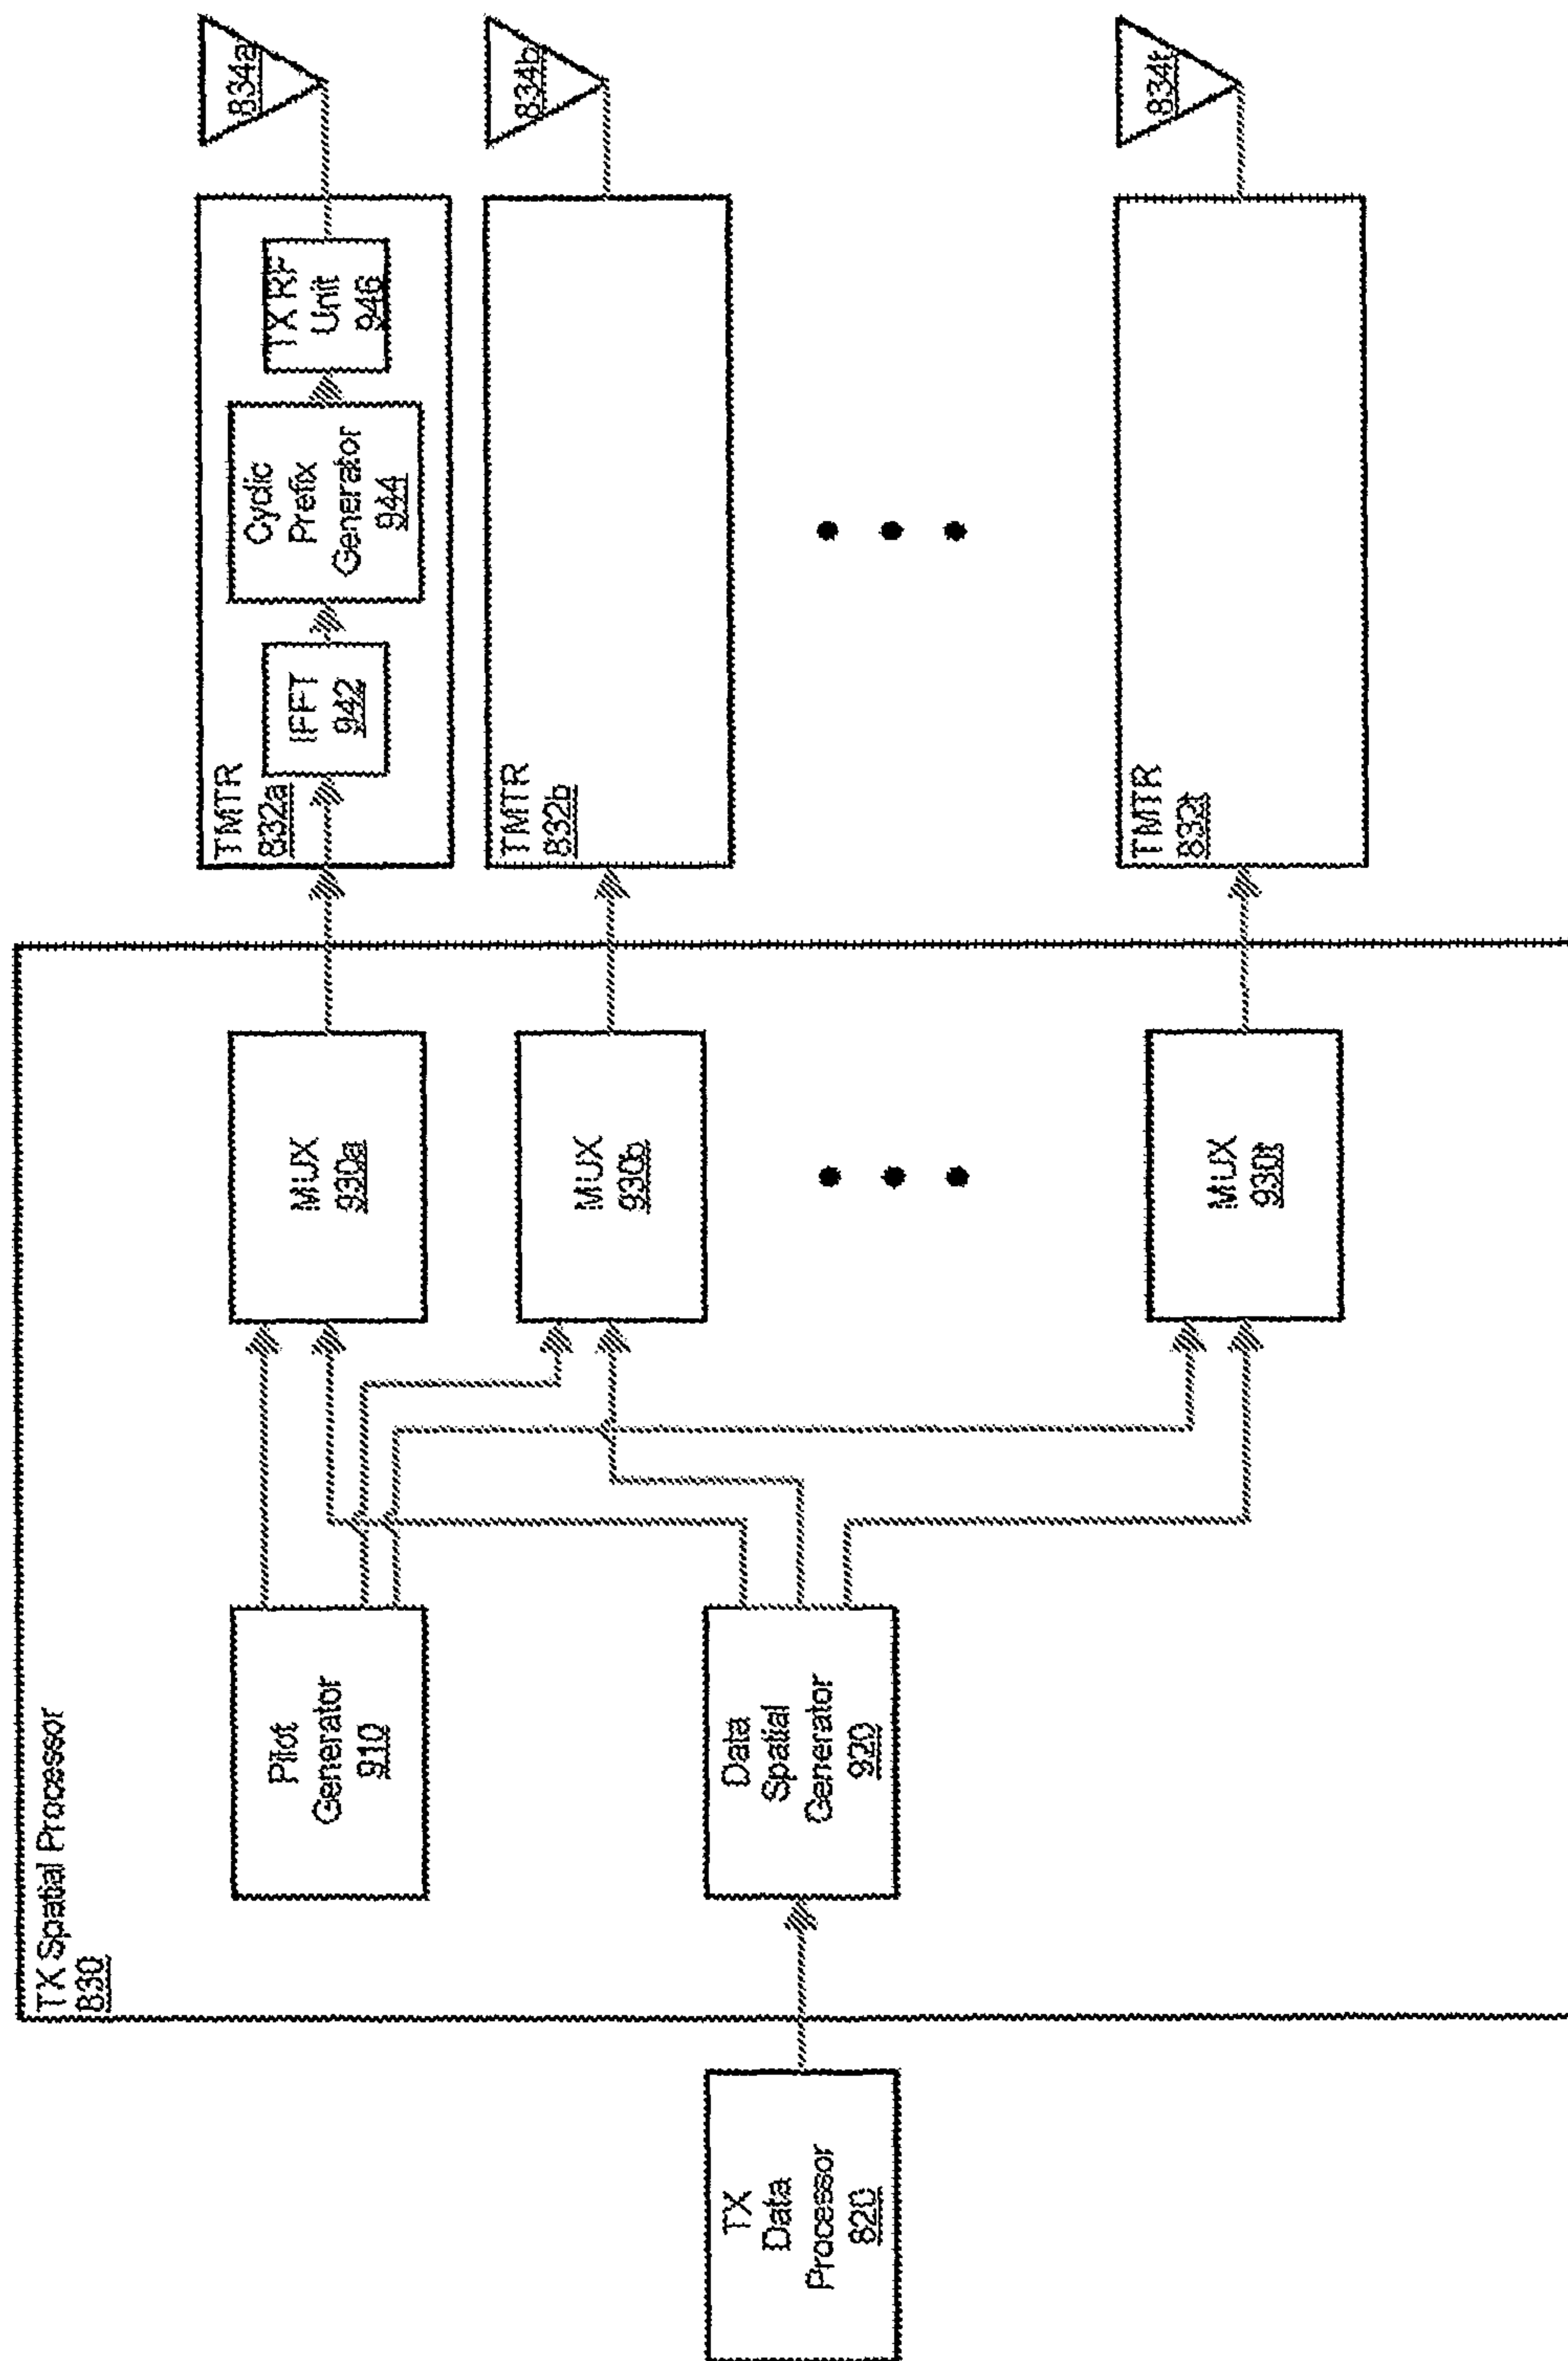 TX Spatial Processor
830
TX
Data
Processor
820
Pilot
Generator
910
Data
Spatial
Generator
920
MUX
930a
MUX
930b
MUX
930t
TMTR
832a
IFFT
942
Cyclic
Prefix
Generator
944
TX RF
Unit
946
TMTR
832b
TMTR
832t
834a
834b
834t